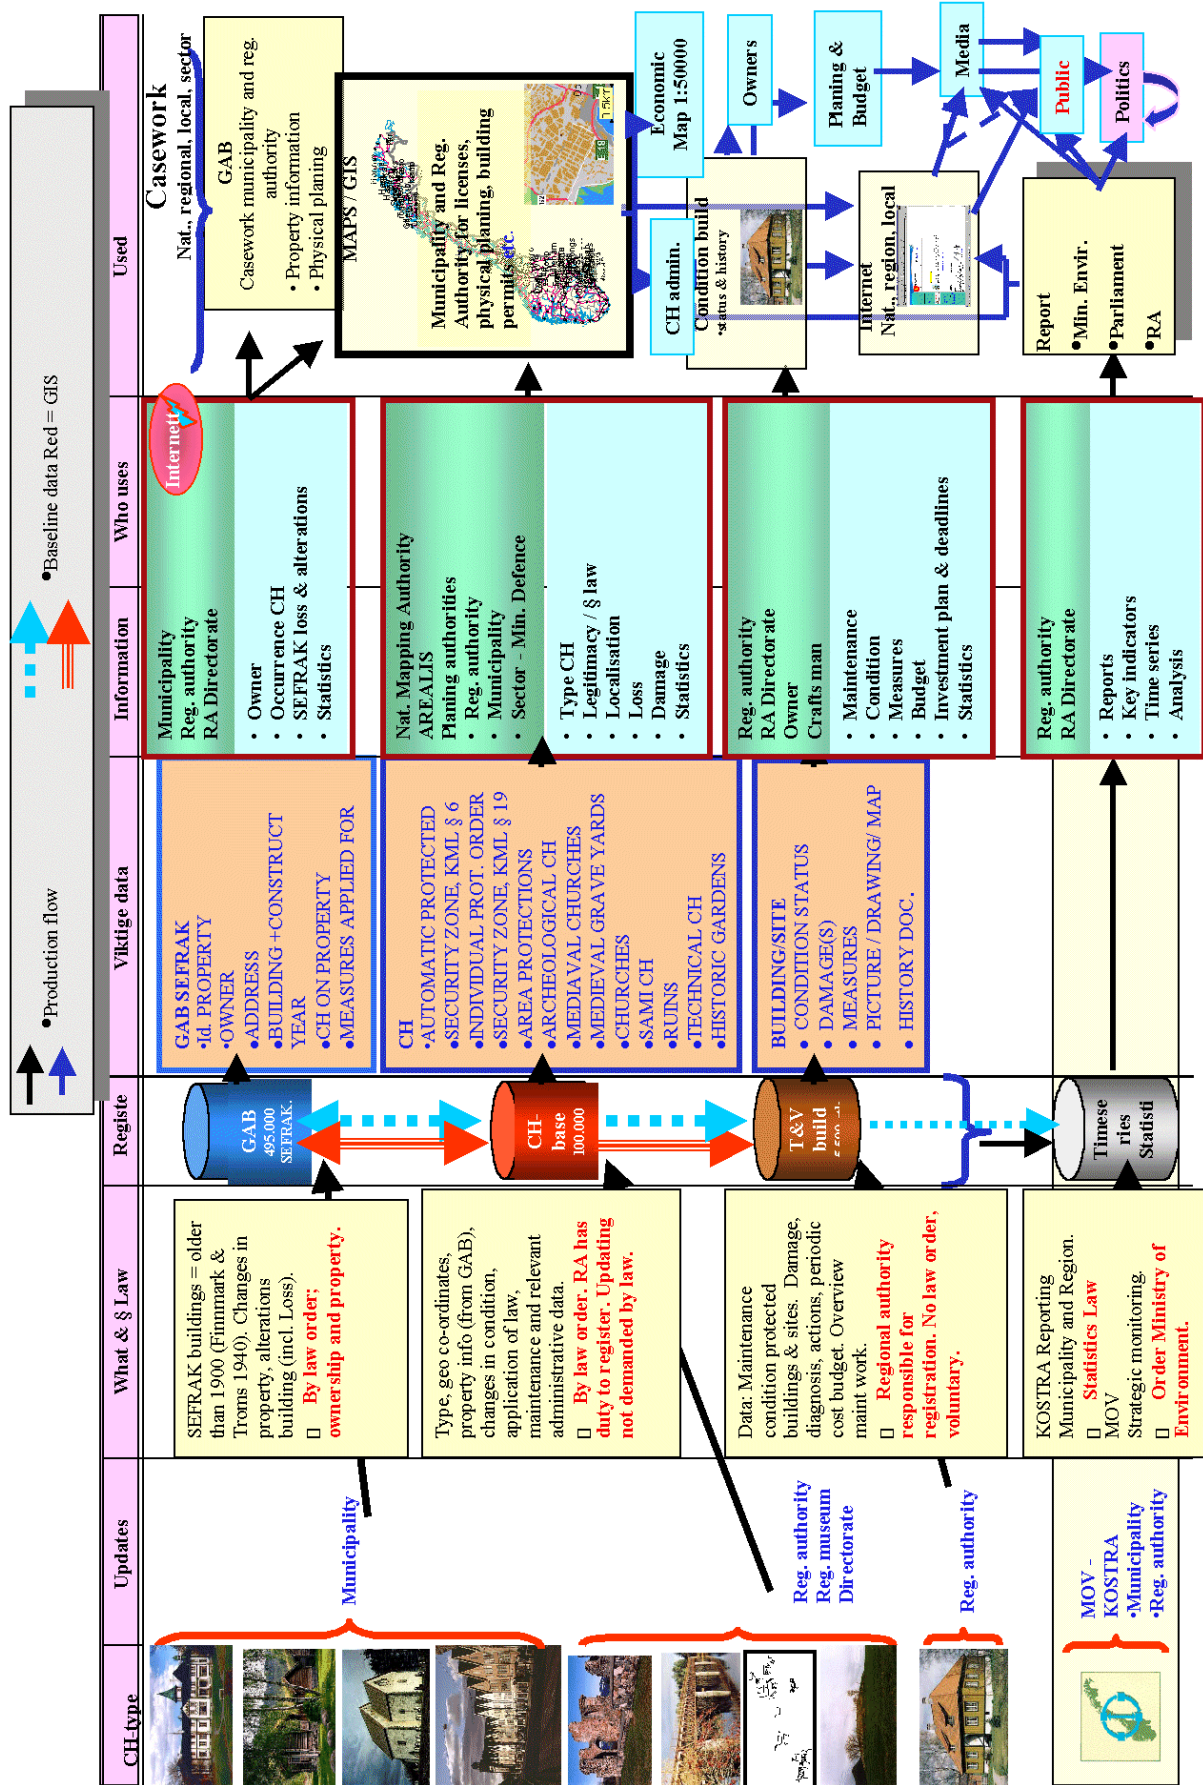 •Production flow
•Baseline data Red = GIS
CH-type
Updates
What & § Law
Registe
Viktige data
Information
Who uses
Used
Municipality
Reg. authority
Reg. museum
Directorate
Reg. authority
MOV -
KOSTRA
•Municipality
•Reg. authority
SEFRAK buildings = older
than 1900 (Finnmark &
Troms 1940). Changes in
property, alterations
building (incl. Loss).
▯ By law order;
ownership and property.
Type, geo co-ordinates,
property info (from GAB),
changes in condition,
application of law,
maintenance and relevant
administrative data.
▯ By law order. RA has
duty to register. Updating
not demanded by law.
Data: Maintenance
condition protected
buildings & sites. Damage,
diagnosis, actions, periodic
cost budget. Overview
maint work.
▯ Regional authority
responsible for
registration. No law order,
voluntary.
KOSTRA Reporting
Municipality and Region.
▯ Statistics Law
MOV
Strategic monitoring.
▯ Order Ministry of
Environment.
GAB
495.000
SEFRAK.
CH-
base
100.000
T&V
build
Timese
ries
Statisti
GAB SEFRAK
•Id. PROPERTY
•OWNER
•ADDRESS
•BUILDING +CONSTRUCT
YEAR
•CH ON PROPERTY
•MEASURES APPLIED FOR
CH
•AUTOMATIC PROTECTED
•SECURITY ZONE, KML § 6
•INDIVIDUAL PROT. ORDER
•SECURITY ZONE, KML § 19
•AREA PROTECTIONS
•ARCHEOLOGICAL CH
•MEDIAVAL CHURCHES
•MEDIEVAL GRAVE YARDS
•CHURCHES
•SAMI CH
•RUINS
•TECHNICAL CH
•HISTORIC GARDENS
BUILDING/SITE
• CONDITION STATUS
• DAMAGE(S)
• MEASURES
• PICTURE / DRAWING/ MAP
• HISTORY DOC.
Municipality
Reg. authority
RA Directorate
Internett
• Owner
• Occurrence CH
• SEFRAK loss & alterations
• Statistics
Nat. Mapping Authority
AREALIS
Planing authorities
• Reg. authority
• Municipality
• Sector - Min. Defence
• Type CH
• Legitimacy / § law
• Localisation
• Loss
• Damage
• Statistics
Reg. authority
RA Directorate
Owner
Crafts man
• Maintenance
• Condition
• Measures
• Budget
• Investment plan & deadlines
• Statistics
Reg. authority
RA Directorate
• Reports
• Key indicators
• Time series
• Analysis
Casework
Nat., regional, local, sector
GAB
Casework municipality and reg.
authority
• Property information
• Physical planing
MAPS / GIS
Municipality and Reg.
Authority for licenses,
physical planing, building
permits etc.
CH admin.
Economic
Map 1:50000
Condition build
•status & history
Owners
Planning &
Budget
Internet
Nat., region, local
Media
Public
Politics
Report
•Min. Envir.
•Parliament
•RA